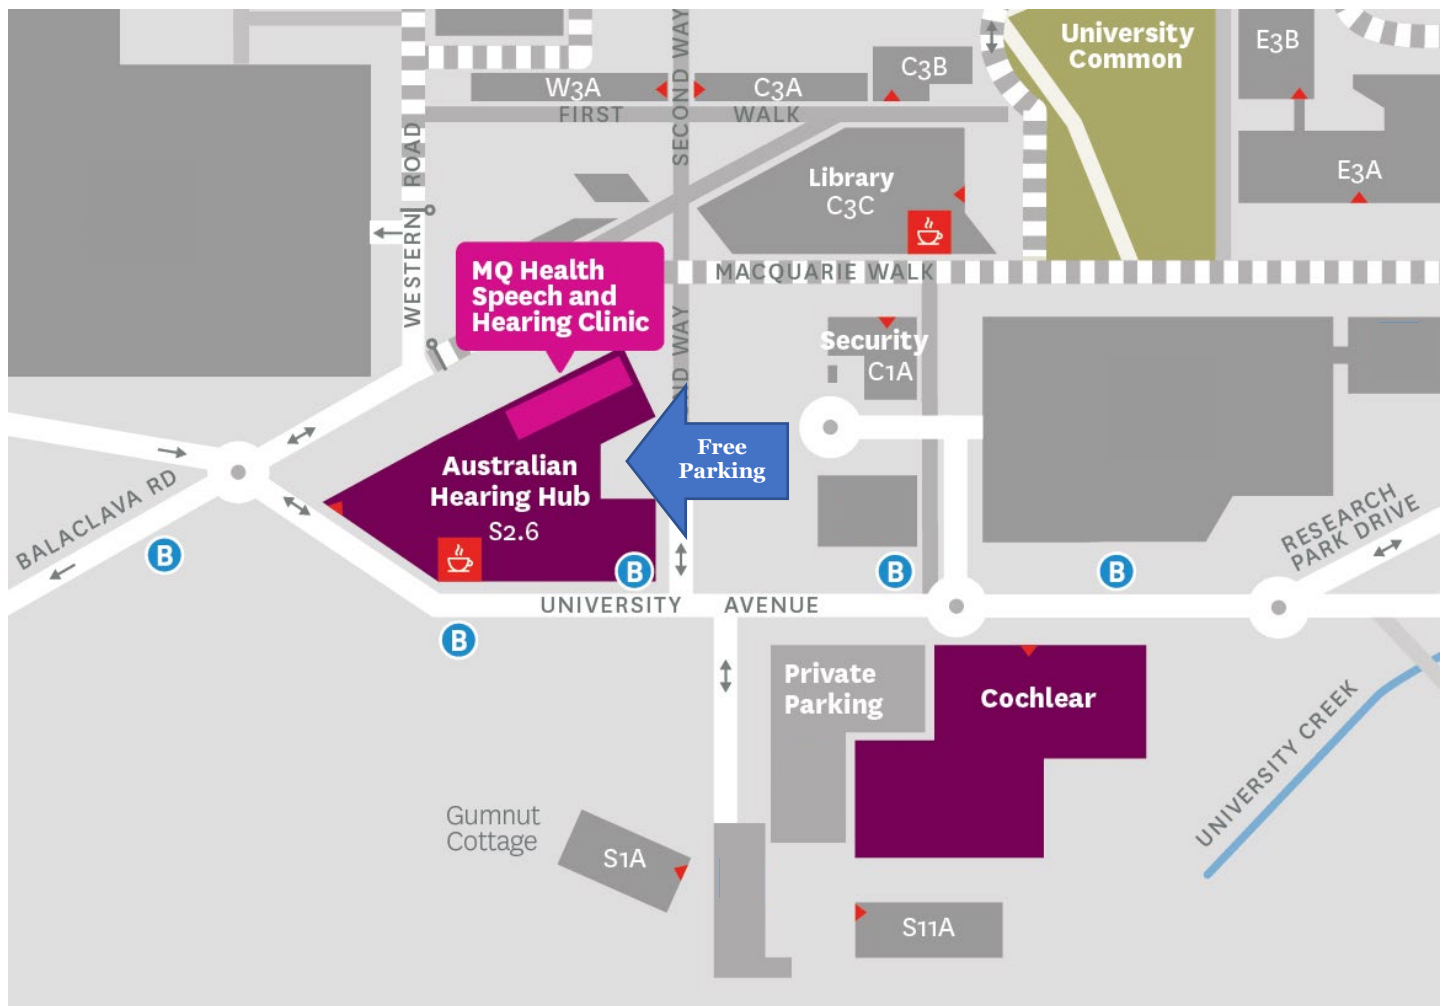 University
Common
E3B
C3B
W3A
C3A
FIRST
WALK
SECOND WAY
WESTERN ROAD
Library
C3C
E3A
MACQUARIE WALK
MQ Health
Speech and
Hearing Clinic
ND WAY
Security
C1A
Free
Parking
Australian
Hearing Hub
S2.6
BALACLAVA RD
RESEARCH
PARK DRIVE
B
B
B
B
UNIVERSITY
AVENUE
B
Private
Parking
Cochlear
UNIVERSITY CREEK
Gumnut
Cottage
S1A
S11A